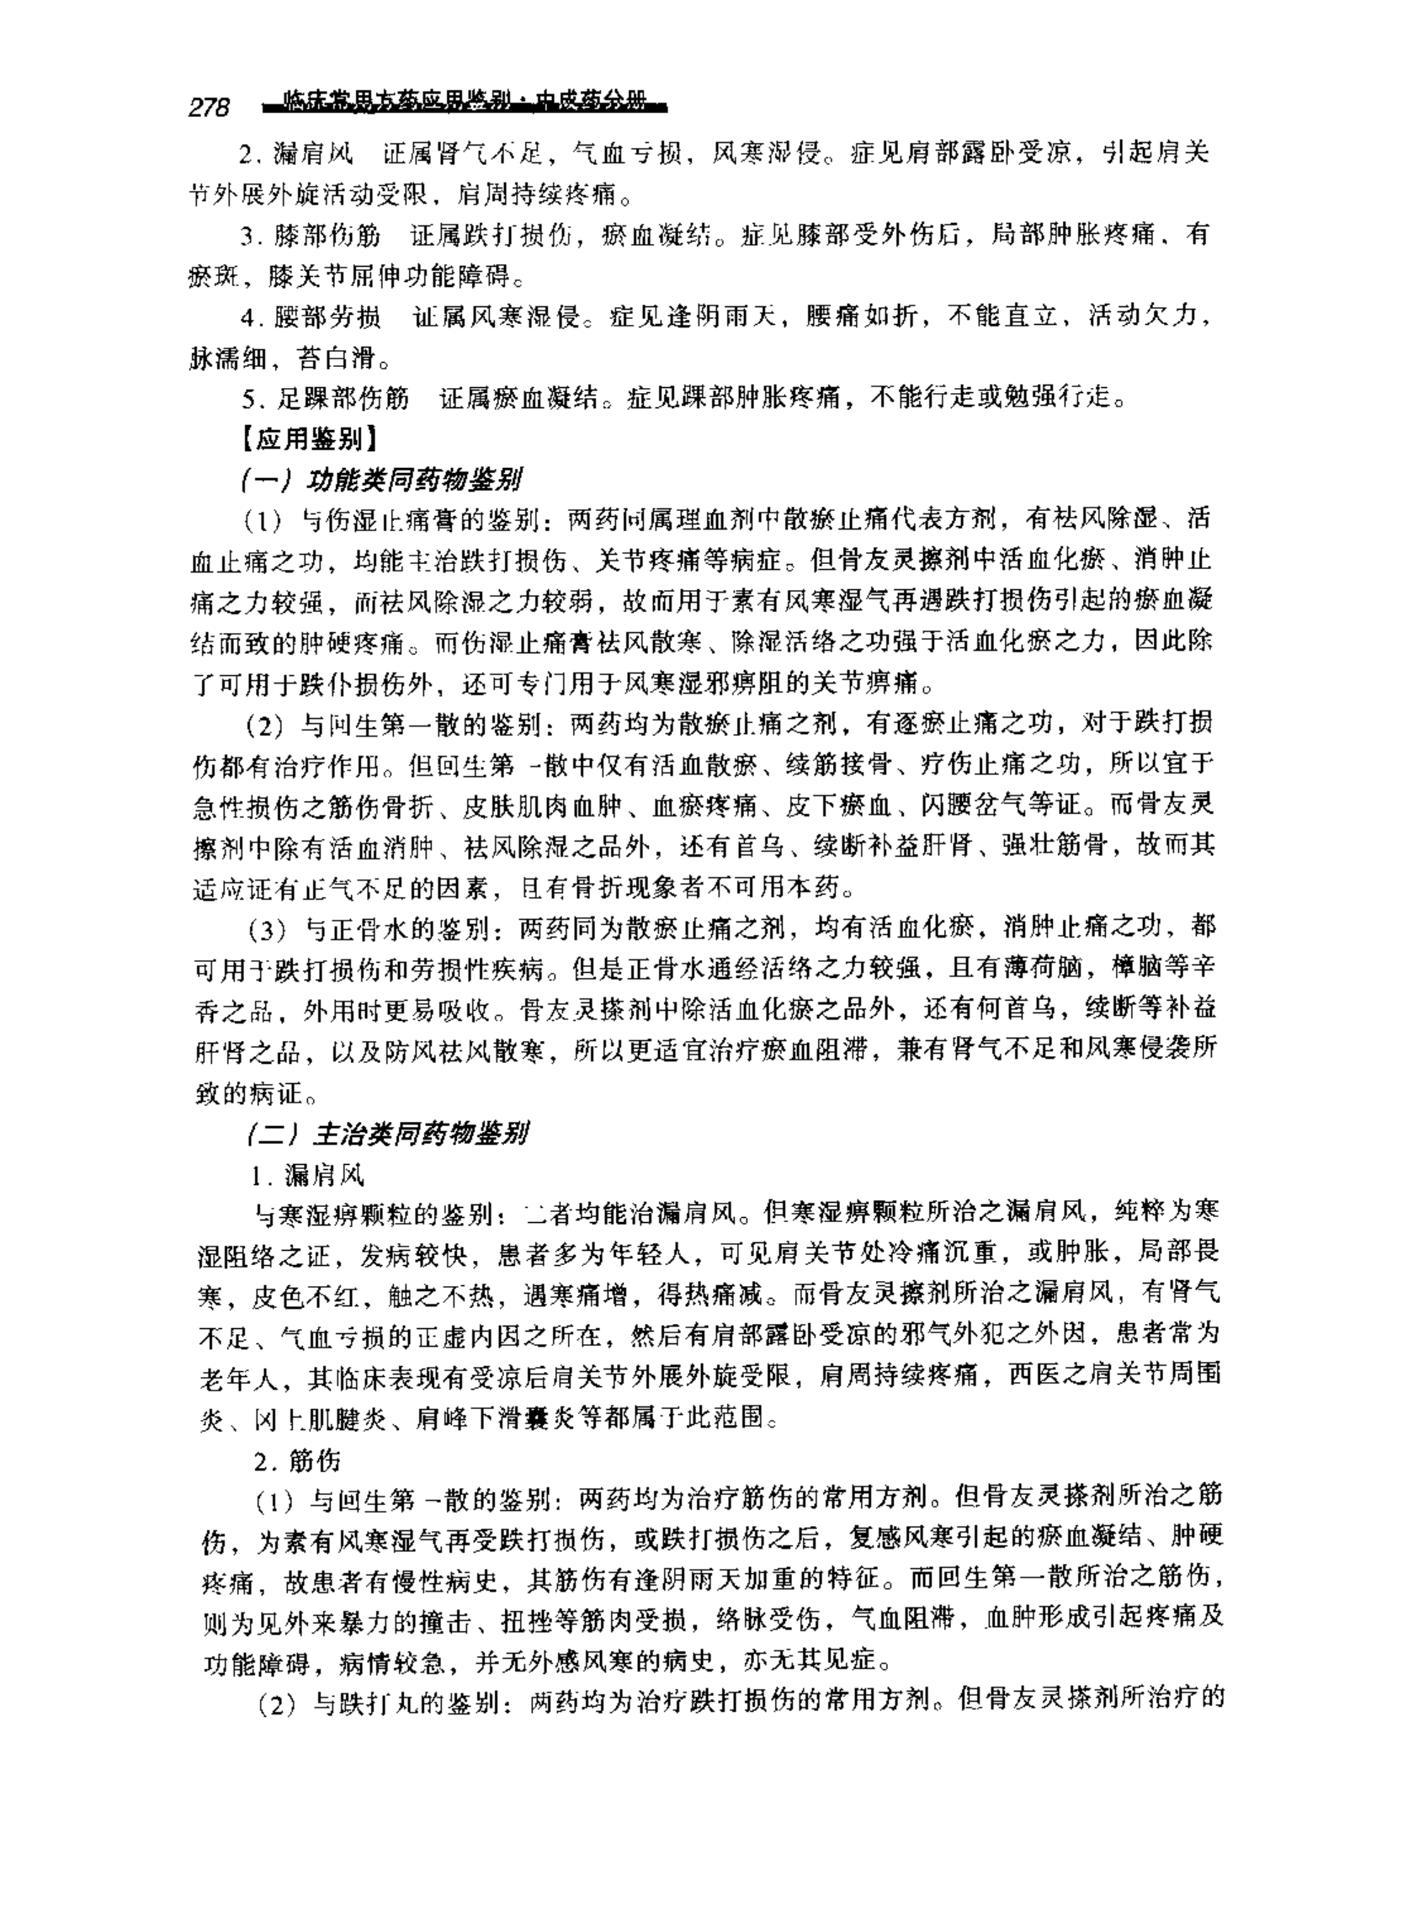 278 临床常用方药应用鉴别·中成药分册
2. 漏肩风 证属肾气不足，气血亏损，风寒湿侵。症见肩部露卧受凉，引起肩关
节外展外旋活动受限，肩周持续疼痛。
3. 膝部伤筋 证属跌打损伤，瘀血凝结。症见膝部受外伤后，局部肿胀疼痛、有
瘀斑，膝关节屈伸功能障碍。
4. 腰部劳损 证属风寒湿侵。症见逢阴雨天，腰痛如折，不能直立，活动欠力，
脉濡细，苔白滑。
5. 足踝部伤筋 证属瘀血凝结。症见踝部肿胀疼痛，不能行走或勉强行走。
【应用鉴别】
(一) 功能类同药物鉴别
(1) 与伤湿止痛膏的鉴别：两药同属理血剂中散瘀止痛代表方剂，有祛风除湿、活
血止痛之功，均能主治跌打损伤、关节疼痛等病症。但骨友灵擦剂中活血化瘀、消肿止
痛之力较强，而祛风除湿之力较弱，故而用于素有风寒湿气再遇跌打损伤引起的瘀血凝
结而致的肿硬疼痛。而伤湿止痛膏祛风散寒、除湿活络之功强于活血化瘀之力，因此除
了可用于跌仆损伤外，还可专门用于风寒湿邪痹阻的关节痹痛。
(2) 与回生第一散的鉴别：两药均为散瘀止痛之剂，有逐瘀止痛之功，对于跌打损
伤都有治疗作用。但回生第一散中仅有活血散瘀、续筋接骨、疗伤止痛之功，所以宜于
急性损伤之筋伤骨折、皮肤肌肉血肿、血瘀疼痛、皮下瘀血、闪腰岔气等证。而骨友灵
擦剂中除有活血消肿、祛风除湿之品外，还有首乌、续断补益肝肾、强壮筋骨，故而其
适应证有正气不足的因素，且有骨折现象者不可用本药。
(3) 与正骨水的鉴别：两药同为散瘀止痛之剂，均有活血化瘀，消肿止痛之功，都
可用于跌打损伤和劳损性疾病。但是正骨水通经活络之力较强，且有薄荷脑，樟脑等辛
香之品，外用时更易吸收。骨友灵搽剂中除活血化瘀之品外，还有何首乌，续断等补益
肝肾之品，以及防风祛风散寒，所以更适宜治疗瘀血阻滞，兼有肾气不足和风寒侵袭所
致的病证。
(二) 主治类同药物鉴别
1. 漏肩风
与寒湿痹颗粒的鉴别：二者均能治漏肩风。但寒湿痹颗粒所治之漏肩风，纯粹为寒
湿阻络之证，发病较快，患者多为年轻人，可见肩关节处冷痛沉重，或肿胀，局部畏
寒，皮色不红，触之不热，遇寒痛增，得热痛减。而骨友灵擦剂所治之漏肩风，有肾气
不足、气血亏损的正虚内因之所在，然后有肩部露卧受凉的邪气外犯之外因，患者常为
老年人，其临床表现有受凉后肩关节外展外旋受限，肩周持续疼痛，西医之肩关节周围
炎、冈上肌腱炎、肩峰下滑囊炎等都属于此范围。
2. 筋伤
(1) 与回生第一散的鉴别：两药均为治疗筋伤的常用方剂。但骨友灵搽剂所治之筋
伤，为素有风寒湿气再受跌打损伤，或跌打损伤之后，复感风寒引起的瘀血凝结、肿硬
疼痛，故患者有慢性病史，其筋伤有逢阴雨天加重的特征。而回生第一散所治之筋伤，
则为见外来暴力的撞击、扭挫等筋肉受损，络脉受伤，气血阻滞，血肿形成引起疼痛及
功能障碍，病情较急，并无外感风寒的病史，亦无其见症。
(2) 与跌打丸的鉴别：两药均为治疗跌打损伤的常用方剂。但骨友灵搽剂所治疗的